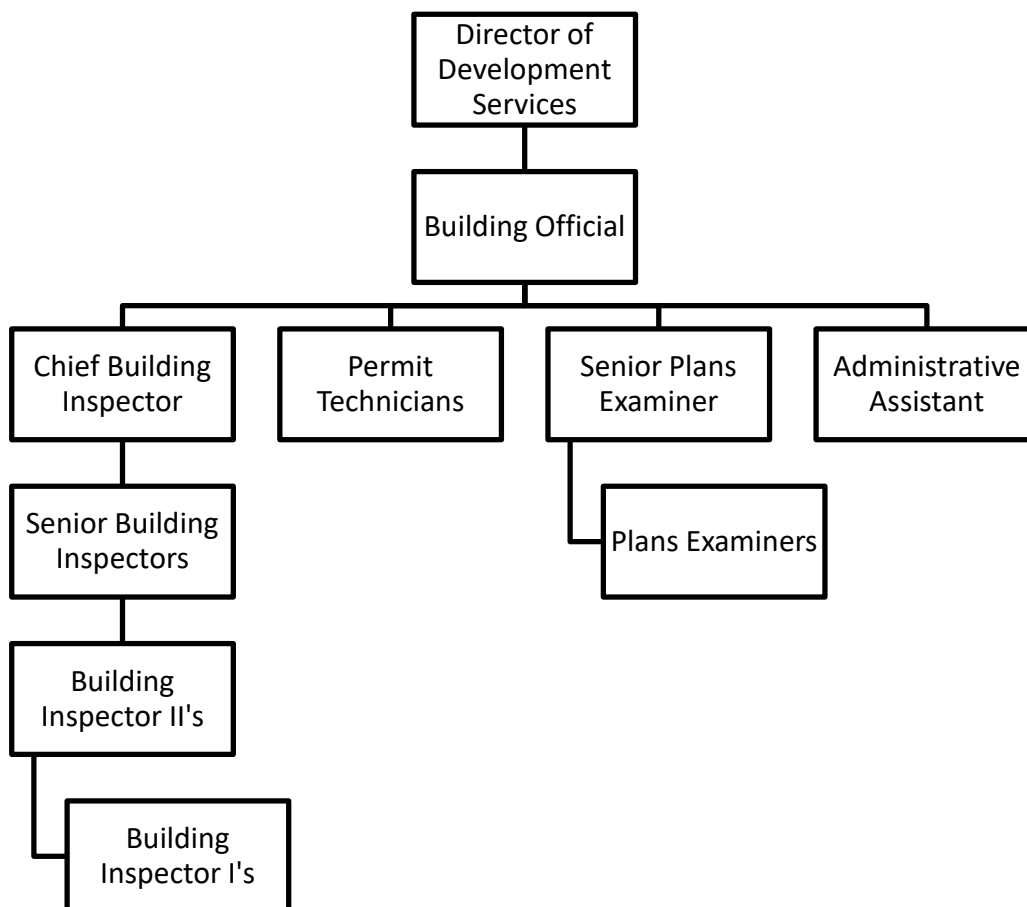 Director of
Development
Services
Building Official
Chief Building
Inspector
Permit
Technicians
Senior Plans
Examiner
Administrative
Assistant
Senior Building
Inspectors
Plans Examiners
Building
Inspector II's
Building
Inspector I's